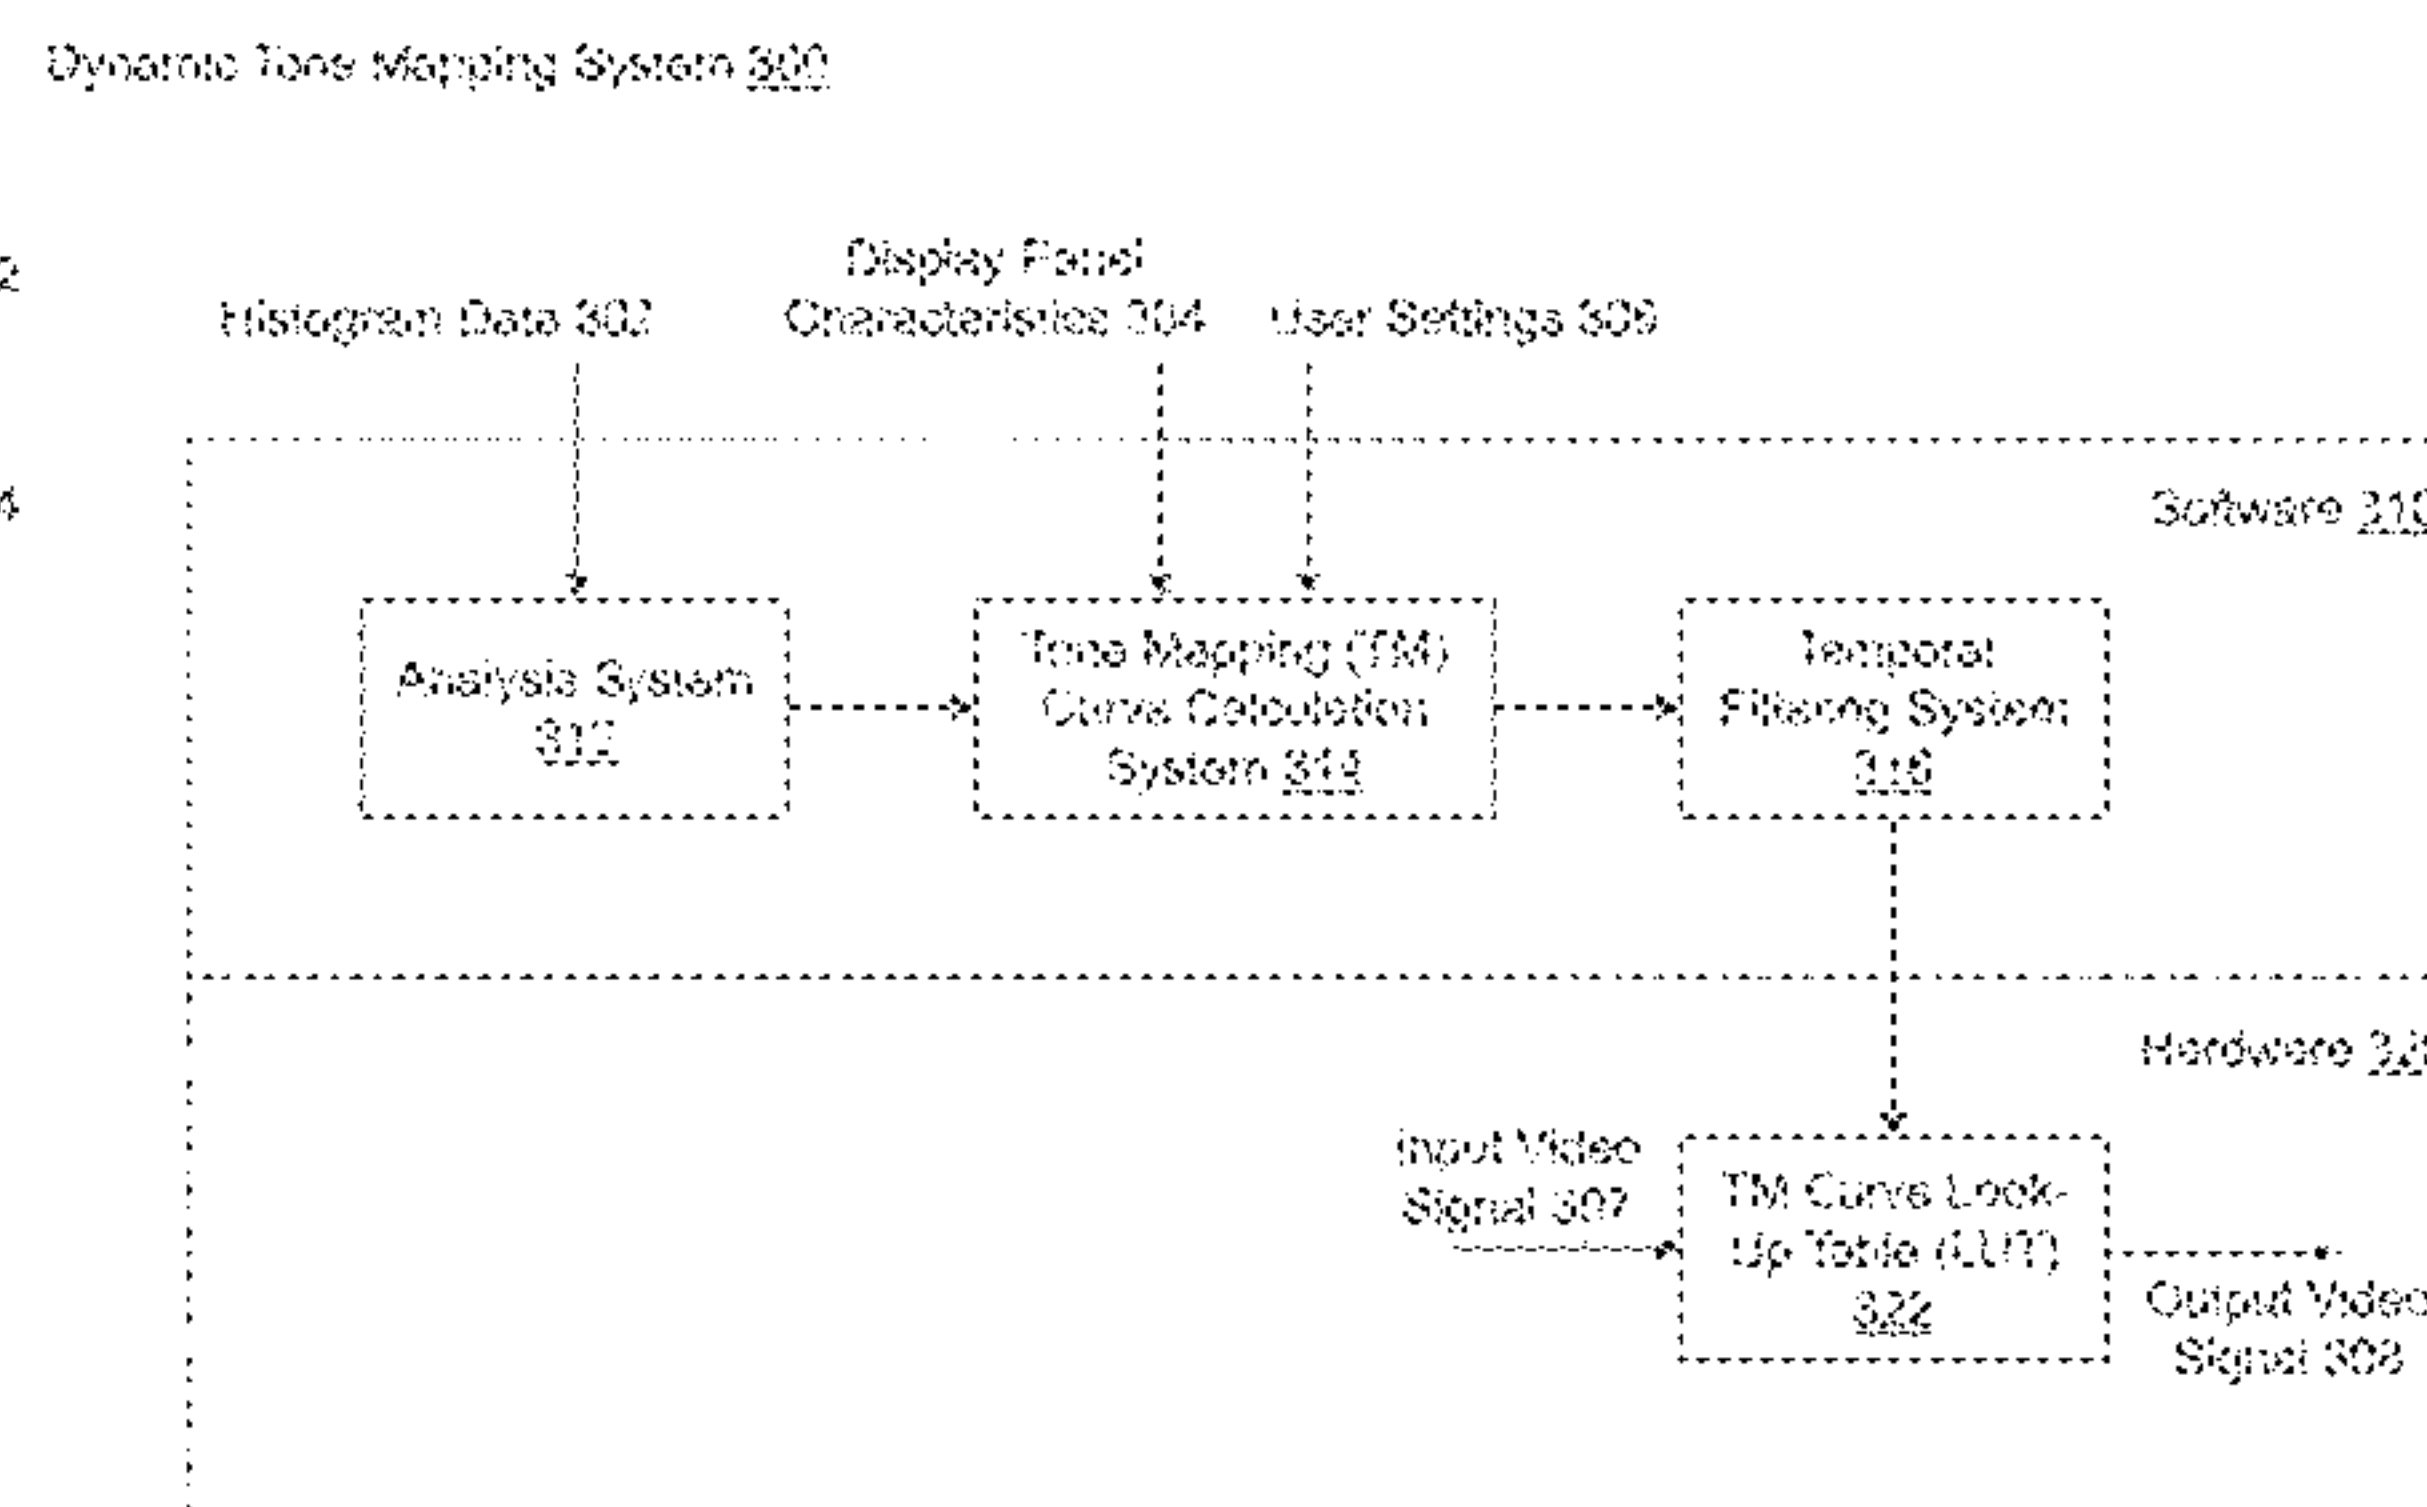 Dynamic Tone Mapping System 300
Display Panel
Histogram Data 302
Characteristics 304
User Settings
Software
Analysis System
312
Tone Mapping (TM)
Curve Calculation
System 314
Temporal
Filtering System
316
Hardware
Input Video
Signal 307
TM Curve Look-
Up Table (LUT)
322
Output Video
Signal 308